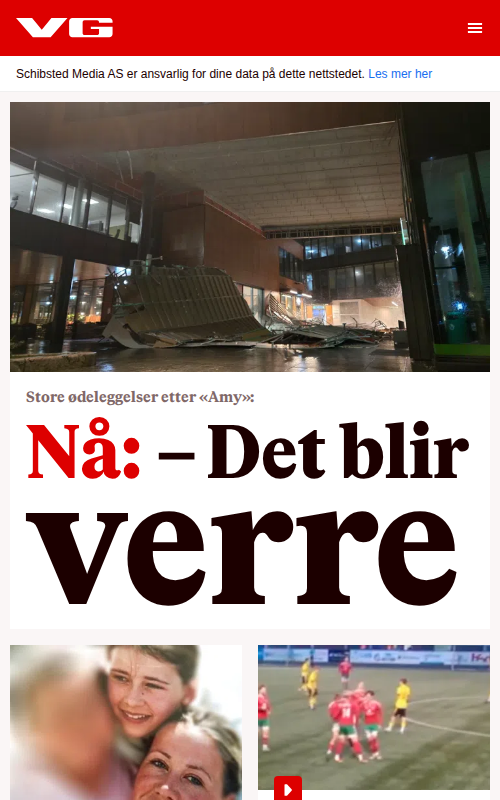 VG
Schibsted Media AS er ansvarlig for dine data på dette nettstedet. Les mer her
Store ødeleggelser etter «Amy»:
Nå: – Det blir
verre